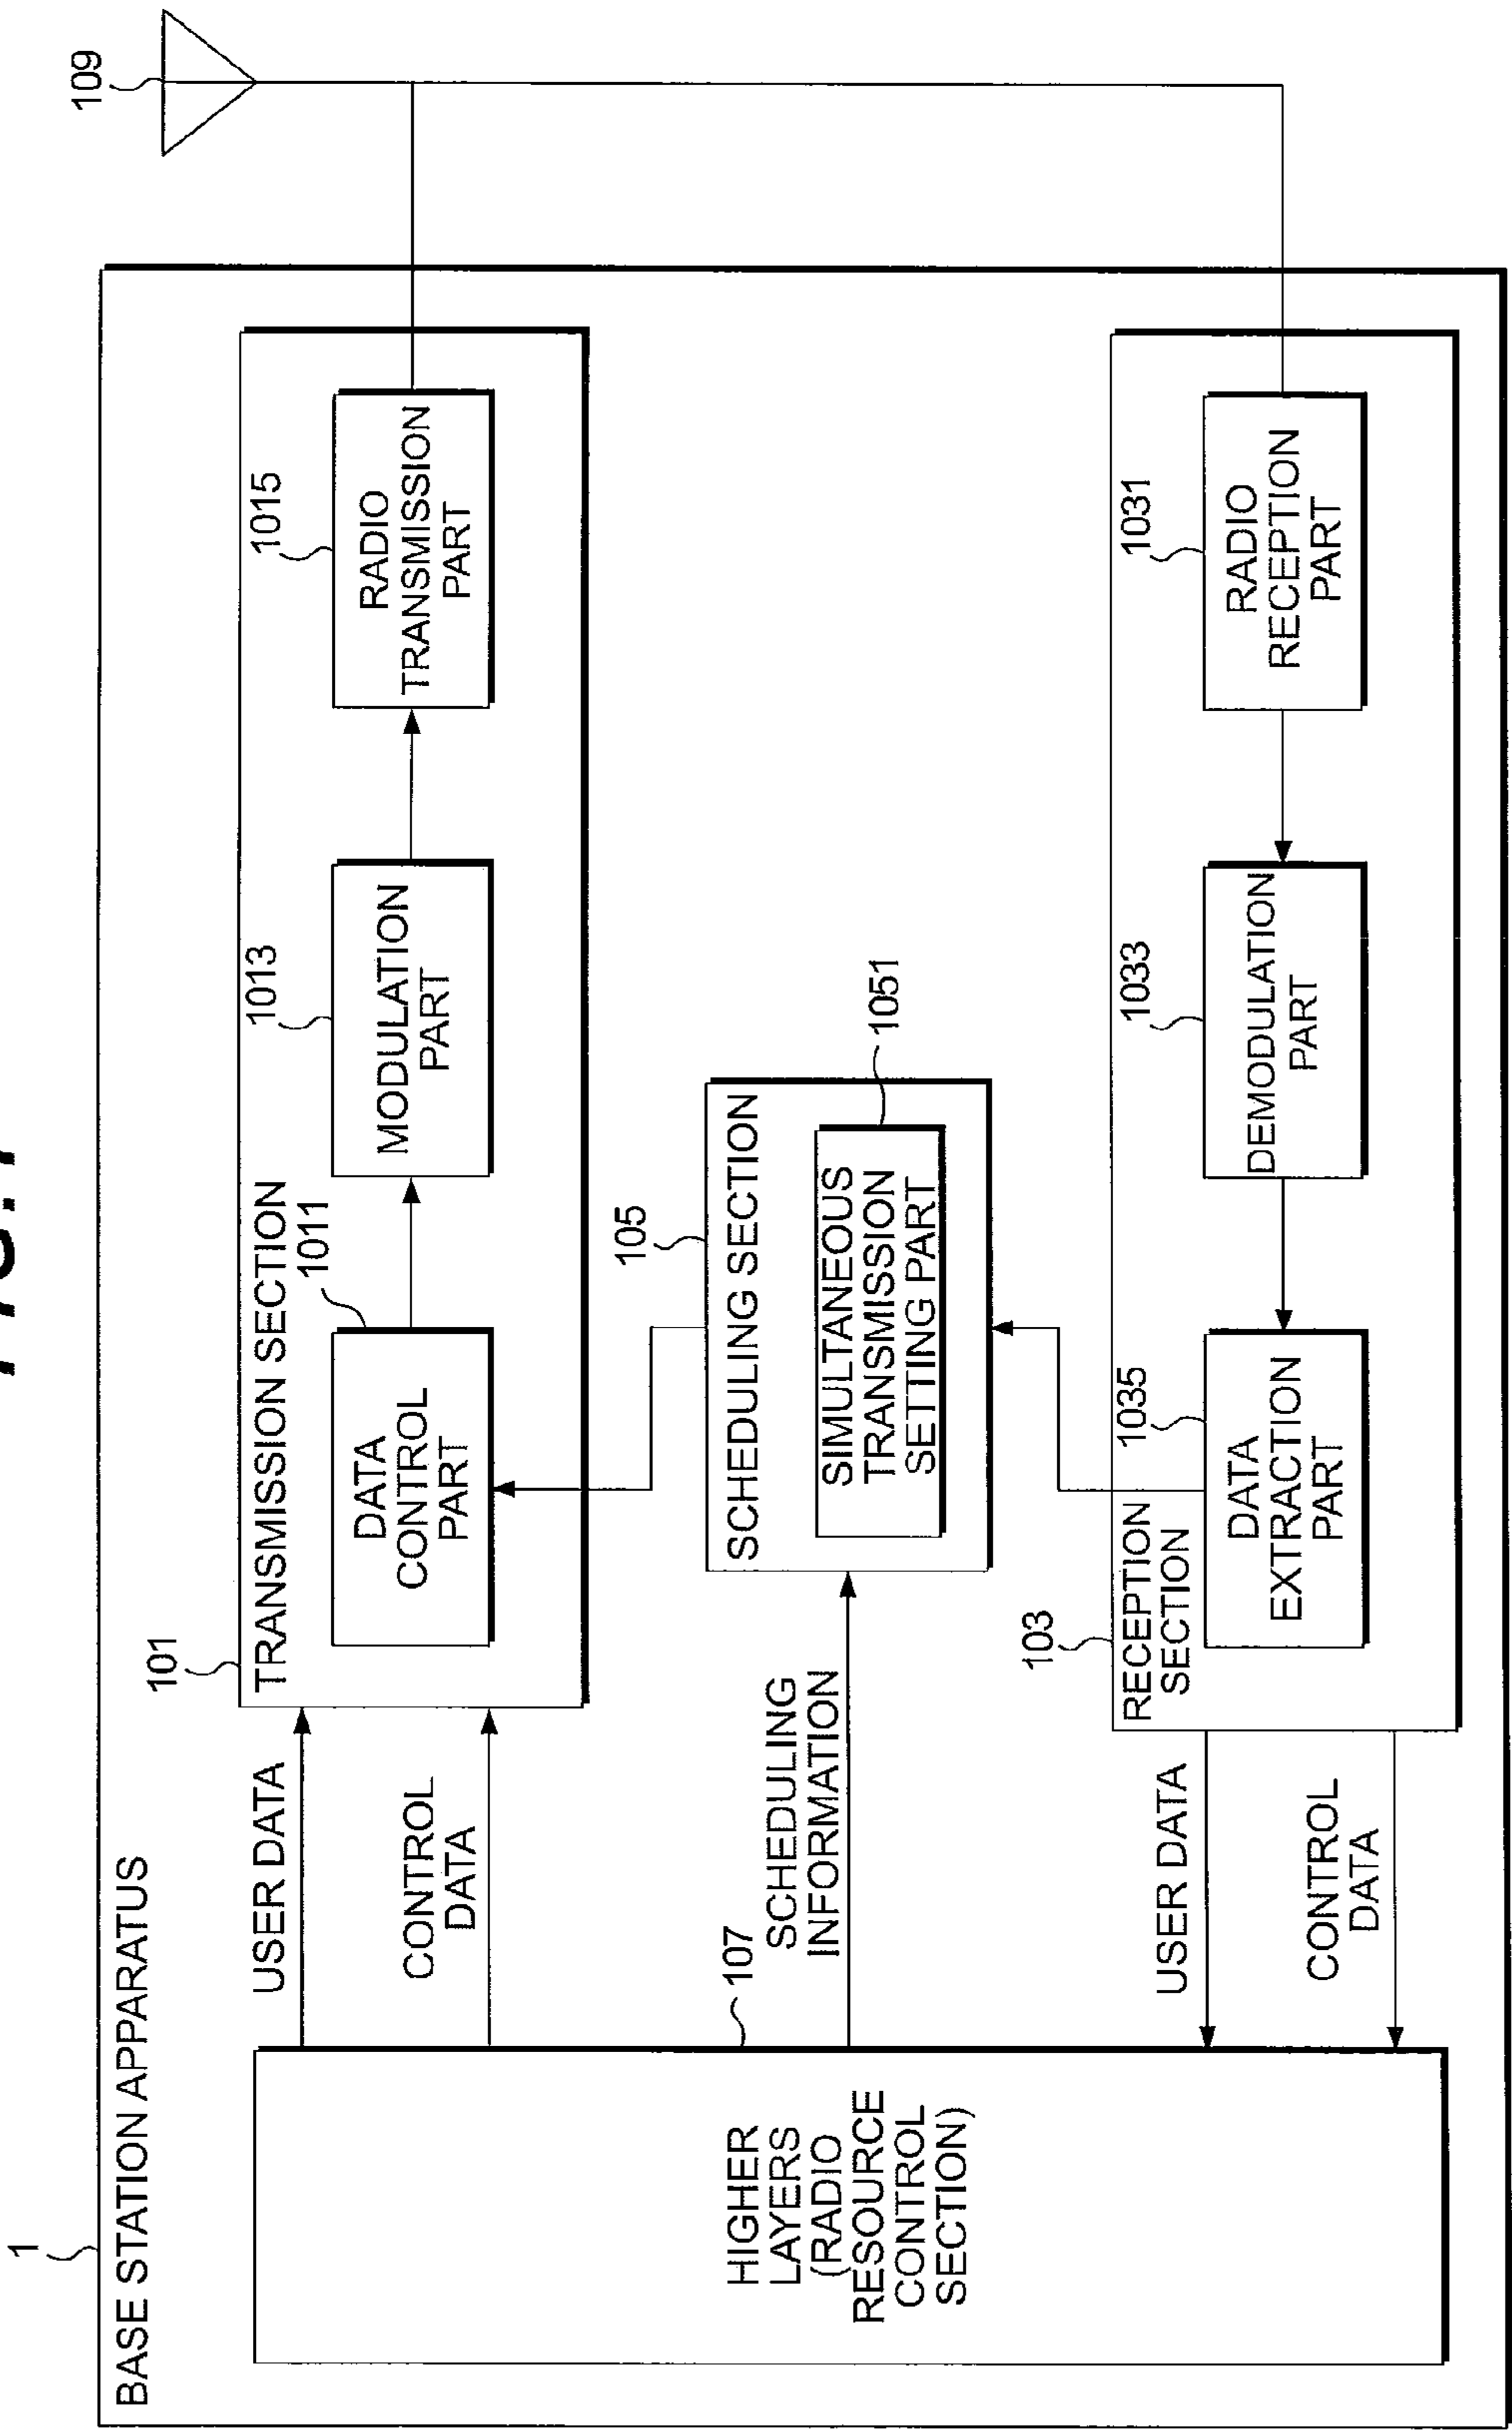 1
BASE STATION APPARATUS
109
101
TRANSMISSION SECTION
1011
DATA
CONTROL
PART
1013
MODULATION
PART
1015
RADIO
TRANSMISSION
PART
USER DATA
CONTROL
DATA
105
SCHEDULING SECTION
SIMULTANEOUS
TRANSMISSION
SETTING PART
1051
SCHEDULING
INFORMATION
107
HIGHER
LAYERS
(RADIO
RESOURCE
CONTROL
SECTION)
103
RECEPTION
SECTION
1035
DATA
EXTRACTION
PART
1033
DEMODULATION
PART
1031
RADIO
RECEPTION
PART
USER DATA
CONTROL
DATA